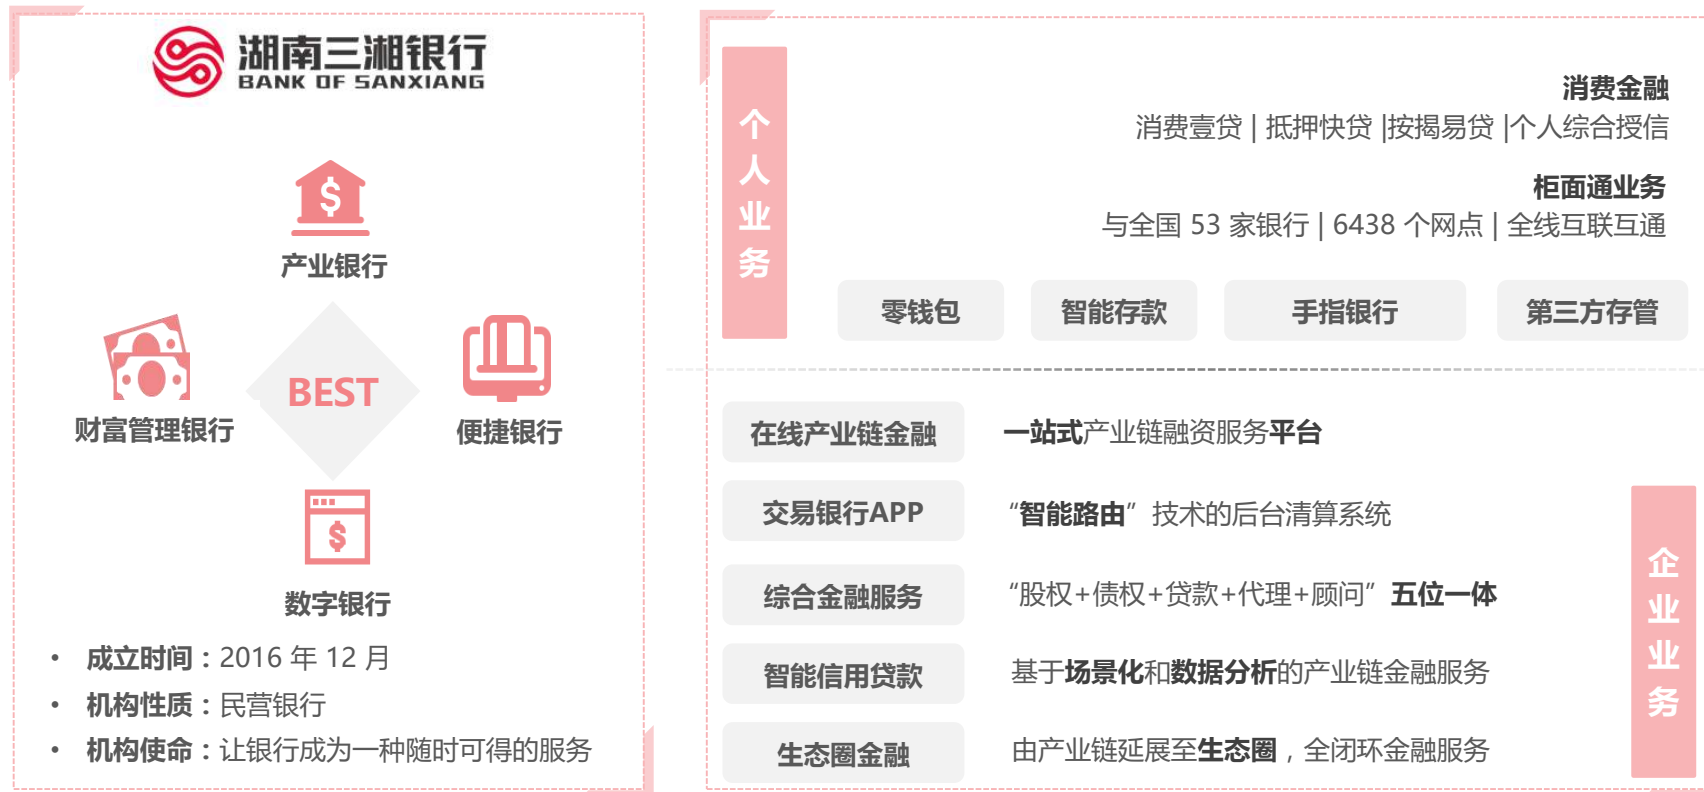 湖南三湘银行
BANK OF SANXIANG
产业银行
财富管理银行
BEST
便捷银行
数字银行
• 成立时间：2016 年 12 月
• 机构性质：民营银行
• 机构使命：让银行成为一种随时可得的服务
个人业务
消费金融
消费壹贷 | 抵押快贷 |按揭易贷 |个人综合授信
柜面通业务
与全国 53 家银行 | 6438 个网点 | 全线互联互通
零钱包
智能存款
手指银行
第三方存管
在线产业链金融
一站式产业链融资服务平台
交易银行APP
“智能路由”技术的后台清算系统
综合金融服务
“股权+债权+贷款+代理+顾问”五位一体
智能信用贷款
基于场景化和数据分析的产业链金融服务
生态圈金融
由产业链延展至生态圈，全闭环金融服务
企业业务